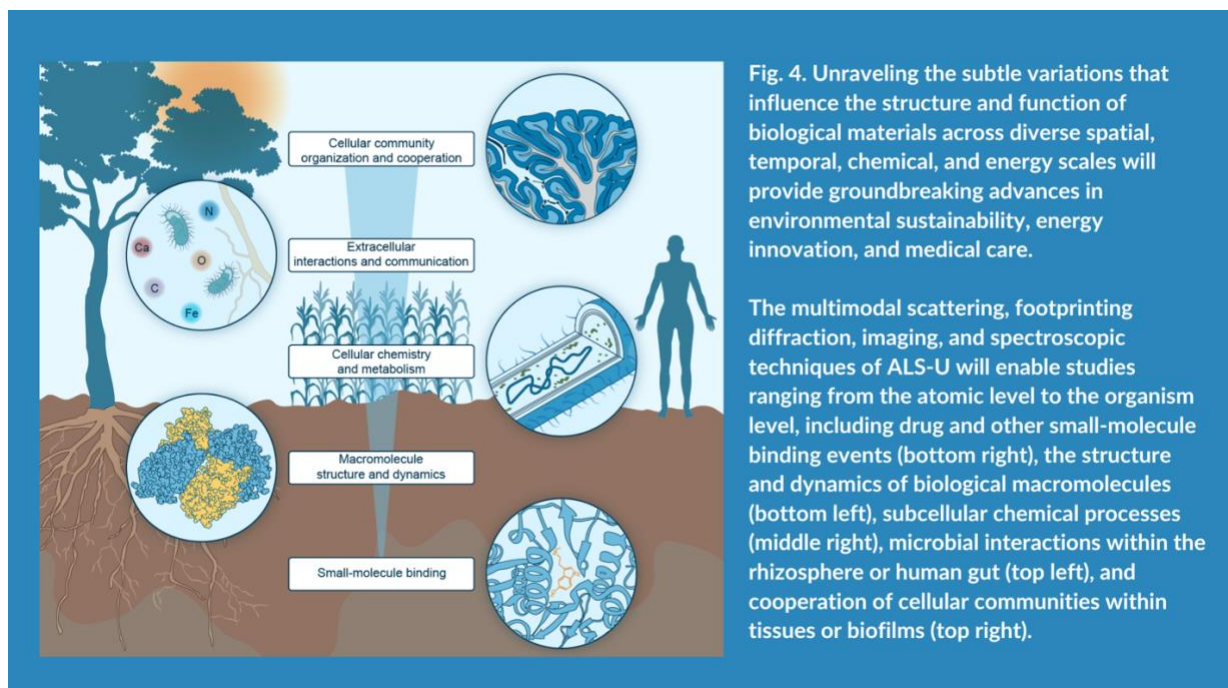 Cellular community
organization and cooperation
N
Ca
O
C
Fe
Extracellular
interactions and communication
Cellular chemistry
and metabolism
Macromolecule
structure and dynamics
Small-molecule binding
Fig. 4. Unraveling the subtle variations that
influence the structure and function of
biological materials across diverse spatial,
temporal, chemical, and energy scales will
provide groundbreaking advances in
environmental sustainability, energy
innovation, and medical care.
The multimodal scattering, footprinting
diffraction, imaging, and spectroscopic
techniques of ALS-U will enable studies
ranging from the atomic level to the organism
level, including drug and other small-molecule
binding events (bottom right), the structure
and dynamics of biological macromolecules
(bottom left), subcellular chemical processes
(middle right), microbial interactions within the
rhizosphere or human gut (top left), and
cooperation of cellular communities within
tissues or biofilms (top right).